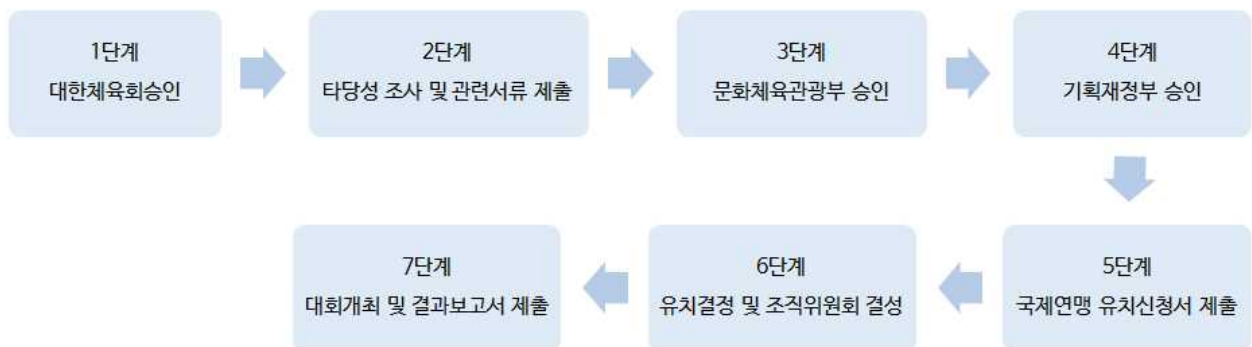 1단계
대한체육회승인
2단계
타당성 조사 및 관련서류 제출
3단계
문화체육관광부 승인
4단계
기획재정부 승인
5단계
국제연맹 유치신청서 제출
6단계
유치결정 및 조직위원회 결성
7단계
대회개최 및 결과보고서 제출